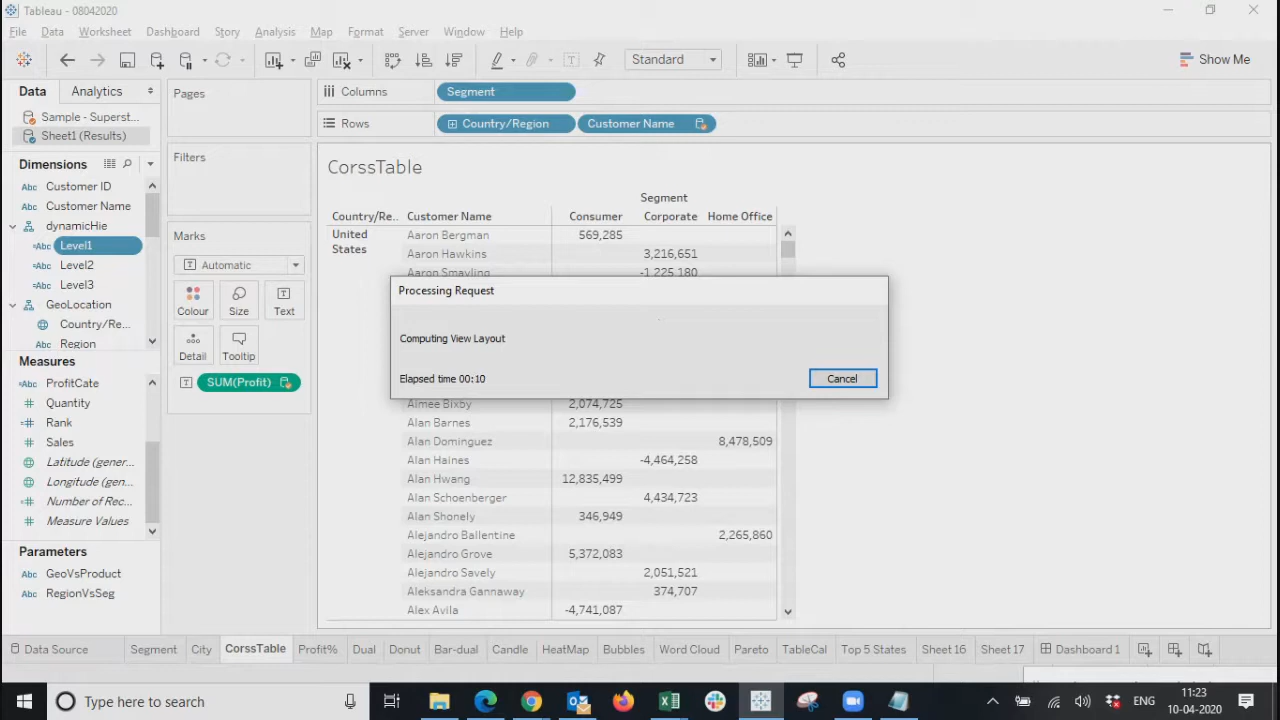 Tableau - 08042020
File Data Worksheet Dashboard Story Analysis Map Format Server Window Help
Standard
Show Me
Data Analytics
Pages
Columns Segment
Rows Country/Region Customer Name
Sample - Superst...
Sheet1 (Results)
Filters
Dimensions
Customer ID
Customer Name
dynamicHie
Level1
Level2
Level3
GeoLocation
Country/Re...
Region
Measures
ProfitCate
Quantity
Rank
Sales
Latitude (gener...
Longitude (gen...
Number of Rec...
Measure Values
Parameters
GeoVsProduct
RegionVsSeg
Marks
Automatic
Colour Size Text
Detail Tooltip
SUM(Profit)
CorssTable
Segment
Country/Re.. Customer Name Consumer Corporate Home Office
United States
Aaron Bergman 569,285
Aaron Hawkins 3,216,651
Aaron Smayling -1,225,180
Processing Request
Computing View Layout
Elapsed time 00:10
Cancel
Aimee Bixby 2,074,725
Alan Barnes 2,176,539
Alan Dominguez 8,478,509
Alan Haines -4,464,258
Alan Hwang 12,835,499
Alan Schoenberger 4,434,723
Alan Shonely 346,949
Alejandro Ballentine 2,265,860
Alejandro Grove 5,372,083
Alejandro Savely 2,051,521
Aleksandra Gannaway 374,707
Alex Avila -4,741,087
Data Source Segment City CorssTable Profit% Dual Donut Bar-dual Candle HeatMap Bubbles Word Cloud Pareto TableCal Top 5 States Sheet 16 Sheet 17 Dashboard 1
Type here to search
ENG
11:23
10-04-2020